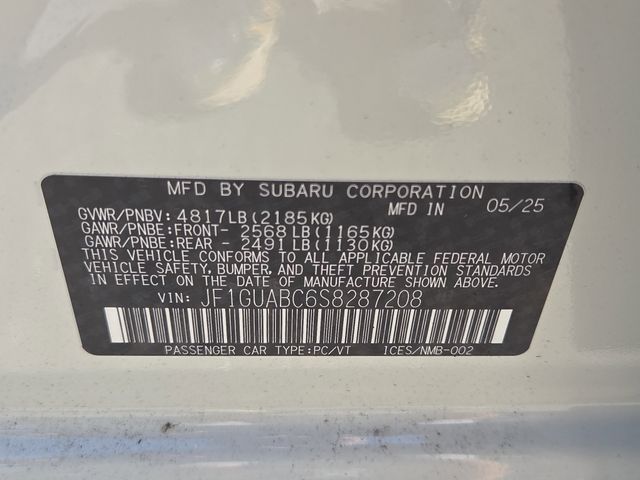 MFD BY SUBARU CORPORATION
GVWR/PNBV: 4817LB(2185KG) MFD IN 05/25
GAWR/PNBE:FRONT- 2568LB(1165KG)
GAWR/PNBE:REAR - 2491LB(1130KG)
THIS VEHICLE CONFORMS TO ALL APPLICABLE FEDERAL MOTOR
VEHICLE SAFETY, BUMPER, AND THEFT PREVENTION STANDARDS
IN EFFECT ON THE DATE OF MANUFACTURE SHOWN ABOVE.
VIN: JF1GUABC6S8287208
PASSENGER CAR TYPE:PC/VT ICES/NMB-002